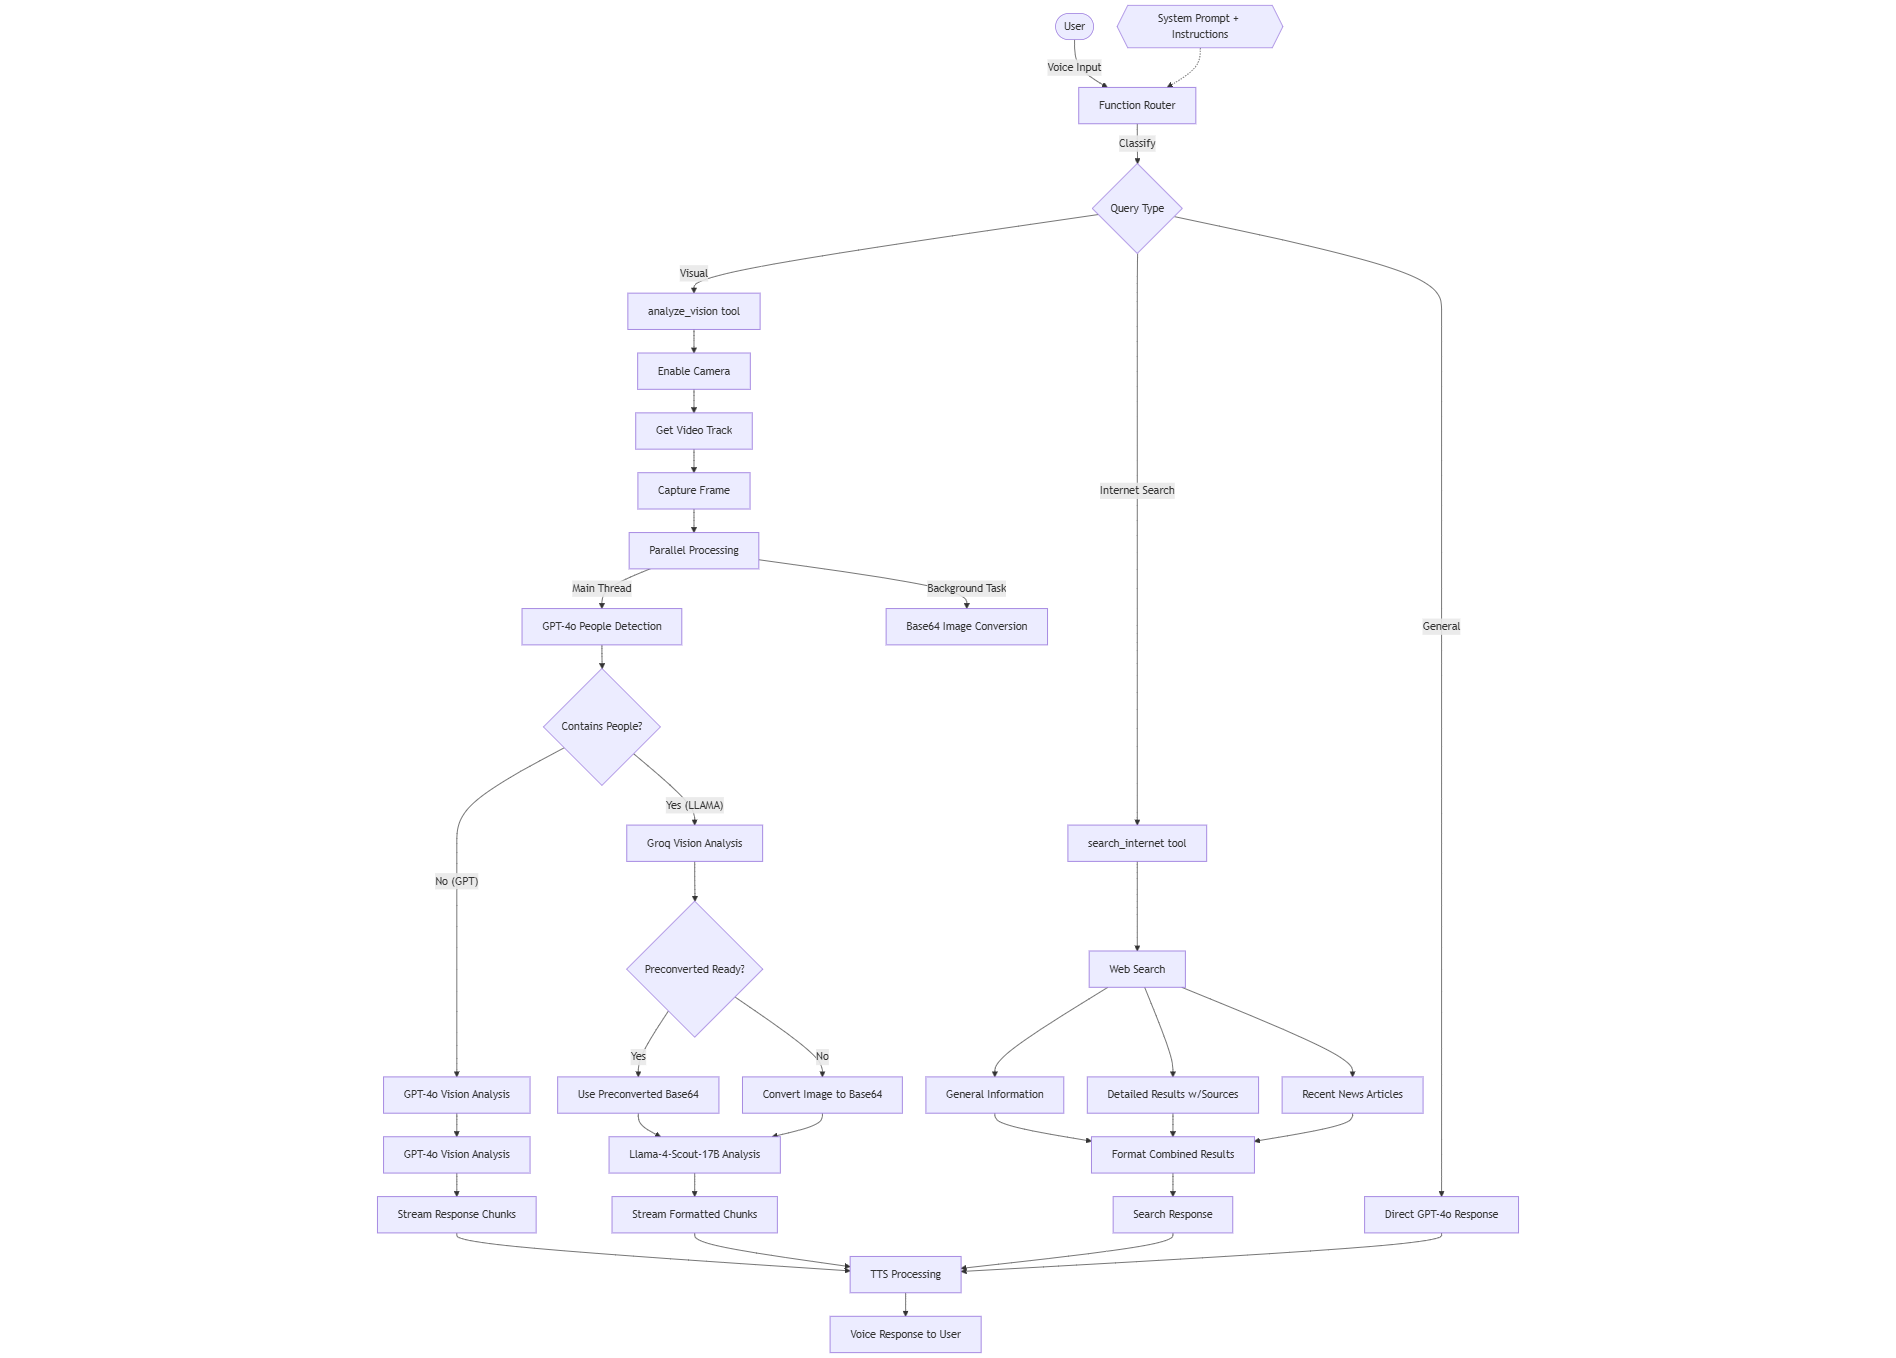 User
System Prompt +
Instructions
Voice Input
Function Router
Classify
Query Type
Visual
analyze_vision tool
Enable Camera
Get Video Track
Capture Frame
Internet Search
Parallel Processing
Main Thread
Background Task
GPT-4o People Detection
Base64 Image Conversion
General
Contains People?
Yes (LLAMA)
Groq Vision Analysis
search_internet tool
No (GPT)
Preconverted Ready?
Web Search
Yes
No
GPT-4o Vision Analysis
Use Preconverted Base64
Convert Image to Base64
General Information
Detailed Results w/Sources
Recent News Articles
GPT-4o Vision Analysis
Llama-4-Scout-17B Analysis
Format Combined Results
Stream Response Chunks
Stream Formatted Chunks
Search Response
Direct GPT-4o Response
TTS Processing
Voice Response to User